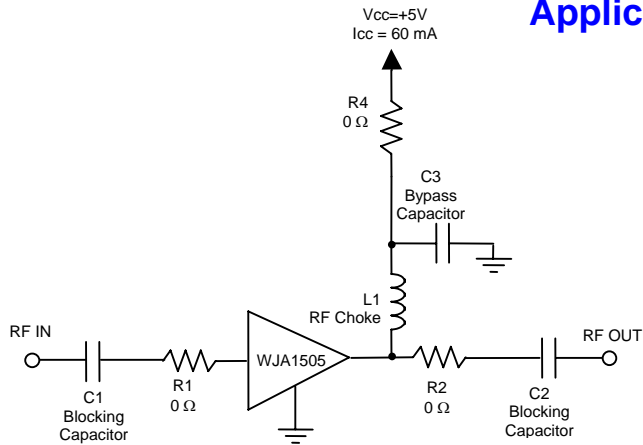 Applic
Vcc=+5V
Icc = 60 mA
R4
0 Ω
C3
Bypass
Capacitor
L1
RF Choke
RF IN
RF OUT
WJA1505
C1
Blocking
Capacitor
R1
0 Ω
R2
0 Ω
C2
Blocking
Capacitor